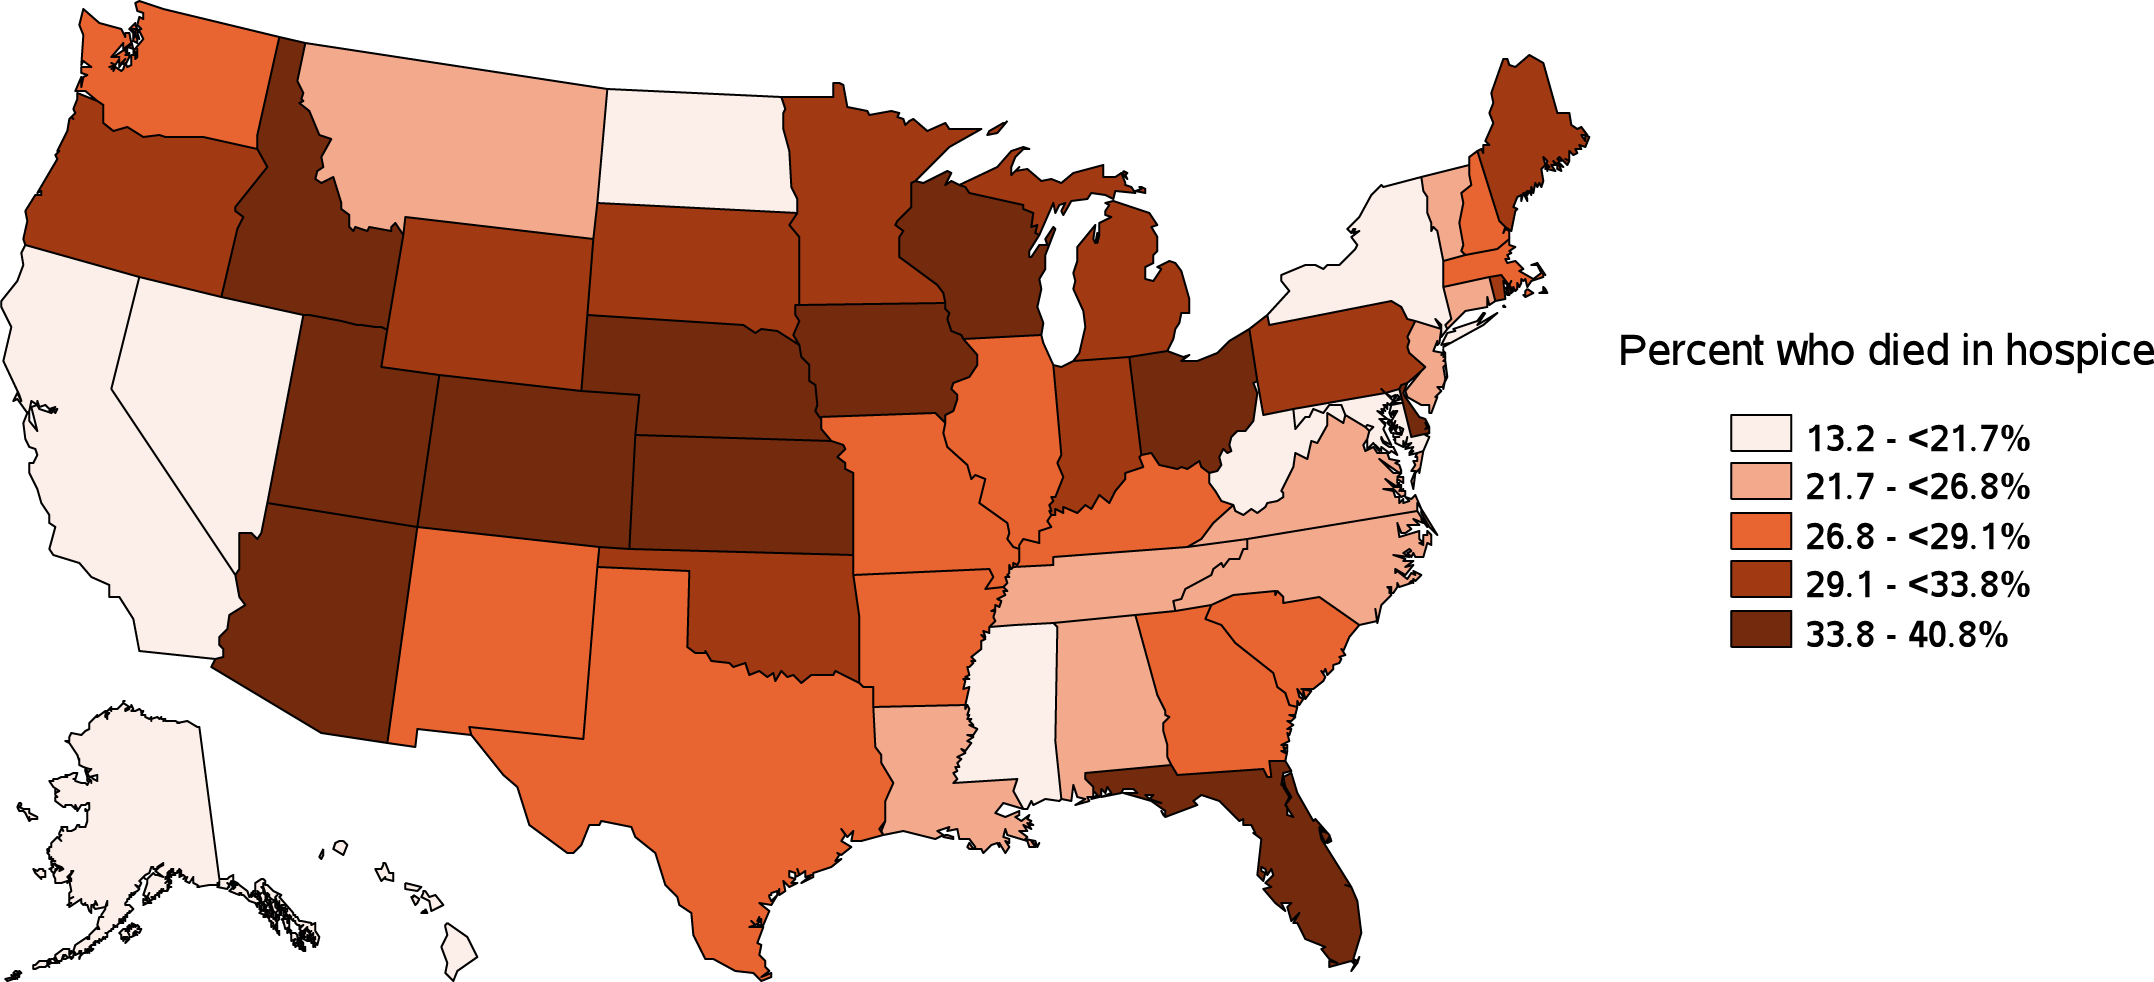 Percent who died in hospice
13.2 - <21.7%
21.7 - <26.8%
26.8 - <29.1%
29.1 - <33.8%
33.8 - 40.8%